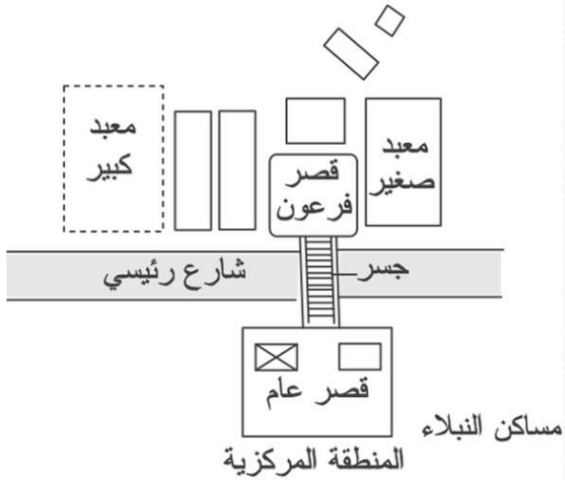 معبد
صغير
قصر
فرعون
معبد
كبير
جسر
شارع رئيسي
قصر عام
مساكن النبلاء
المنطقة المركزية